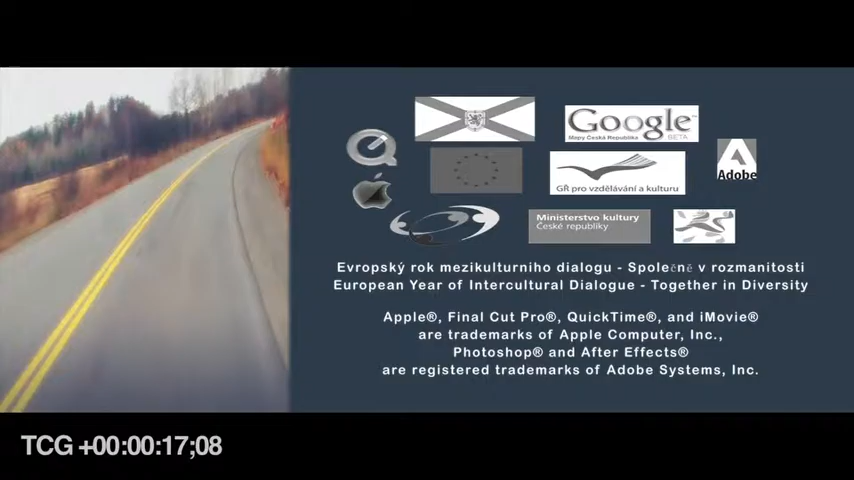 Google™
Mapy Česká Republika BETA
Adobe
GŘ pro vzdělávání a kulturu
Ministerstvo kultury
České republiky
Evropský rok mezikulturniho dialogu - Společně v rozmanitosti
European Year of Intercultural Dialogue - Together in Diversity
Apple®, Final Cut Pro®, QuickTime®, and iMovie®
are trademarks of Apple Computer, Inc.,
Photoshop® and After Effects®
are registered trademarks of Adobe Systems, Inc.
TCG +00:00:17;08